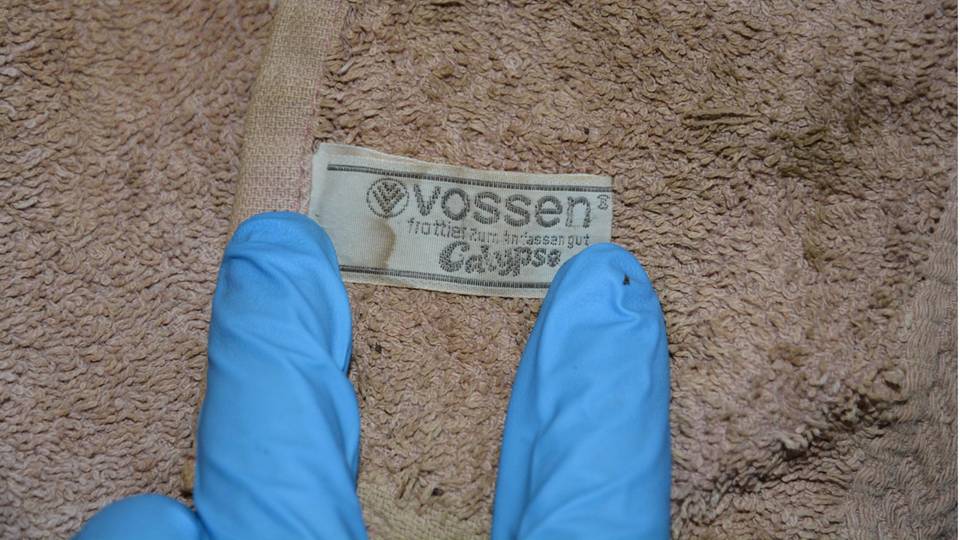 vossen ®
frottier zum anfassen gut
Calypso